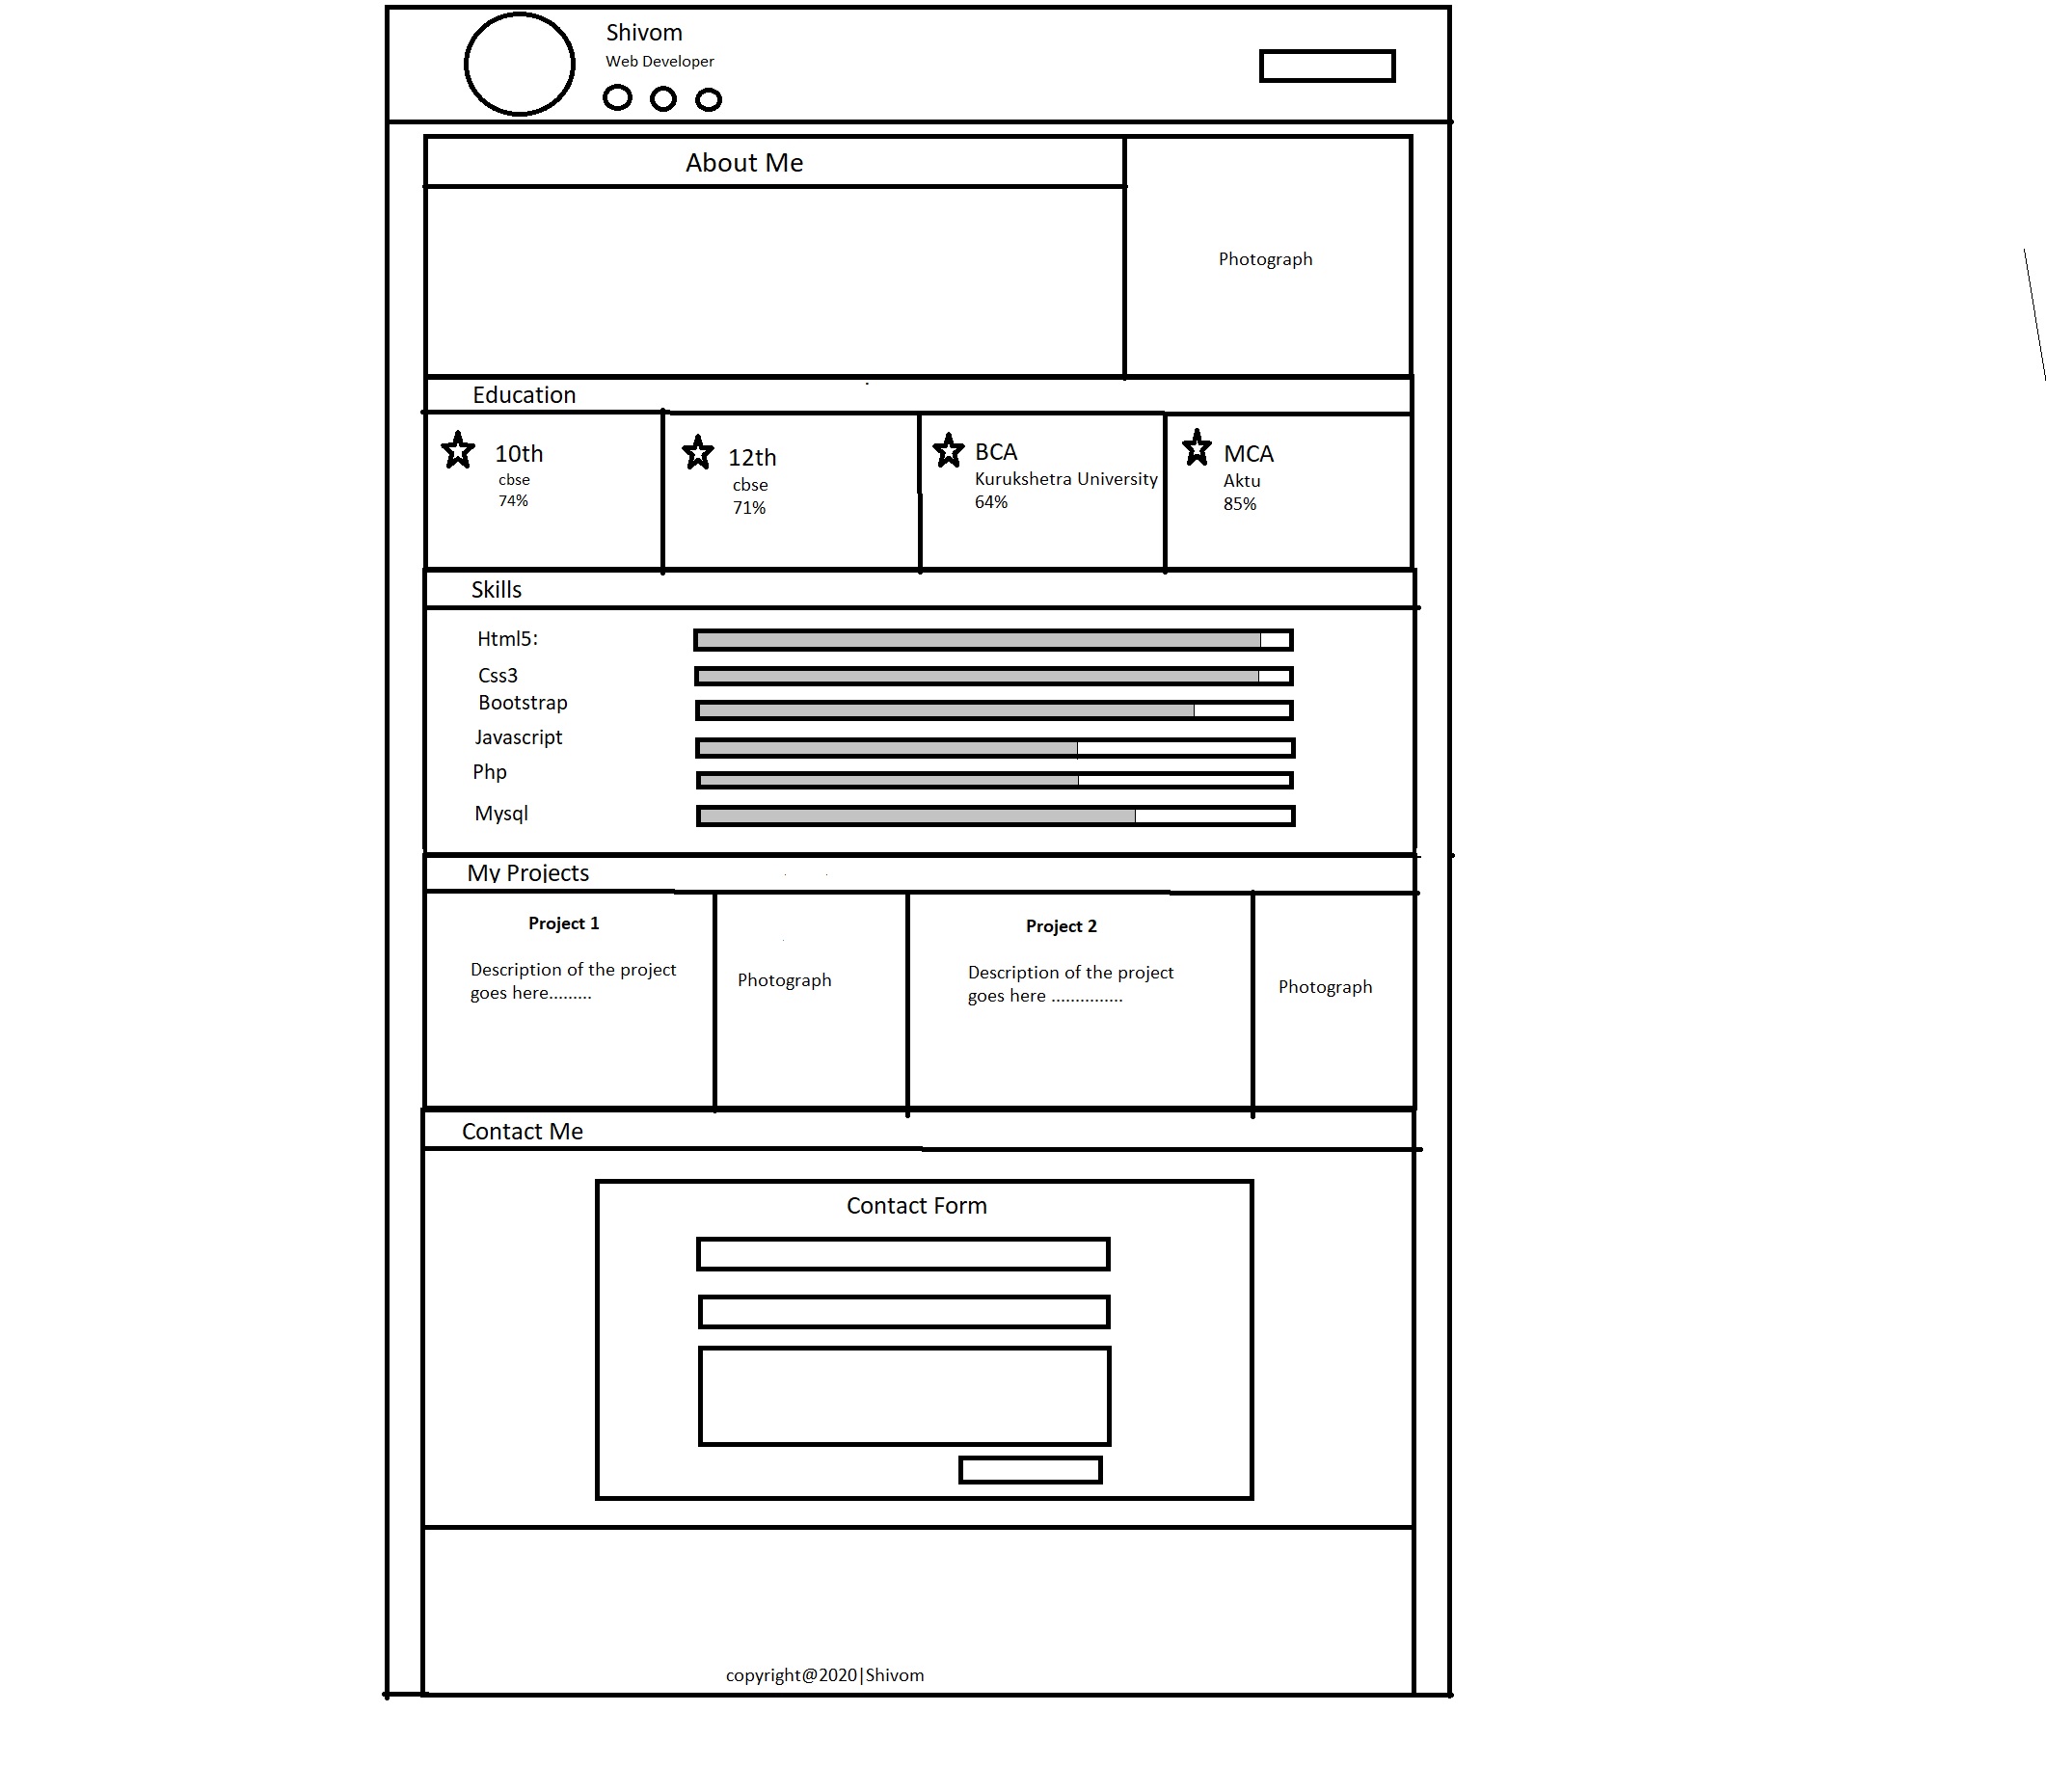 Shivom
Web Developer
About Me
Photograph
Education
10th
cbse
74%
12th
cbse
71%
BCA
Kurukshetra University
64%
MCA
Aktu
85%
Skills
Html5:
Css3
Bootstrap
Javascript
Php
Mysql
My Projects
Project 1
Description of the project
goes here.........
Photograph
Project 2
Description of the project
goes here ...............
Photograph
Contact Me
Contact Form
copyright@2020|Shivom